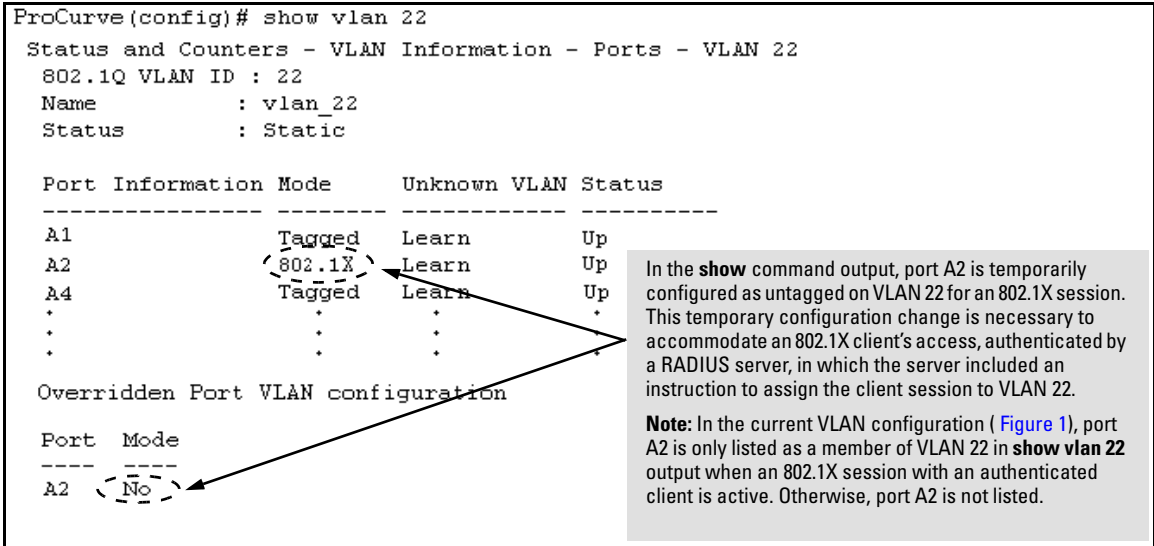 ProCurve(config)# show vlan 22
Status and Counters - VLAN Information - Ports - VLAN 22
802.1Q VLAN ID : 22
Name : vlan_22
Status : Static
Port Information Mode Unknown VLAN Status
---------------- -------- ------------ ----------
A1 Tagged Learn Up
A2 802.1X Learn Up
A4 Tagged Learn Up
. . . .
. . . .
. . . .
Overridden Port VLAN configuration
Port Mode
---- ----
A2 No
In the show command output, port A2 is temporarily
configured as untagged on VLAN 22 for an 802.1X session.
This temporary configuration change is necessary to
accommodate an 802.1X client's access, authenticated by
a RADIUS server, in which the server included an
instruction to assign the client session to VLAN 22.
Note: In the current VLAN configuration ( Figure 1), port
A2 is only listed as a member of VLAN 22 in show vlan 22
output when an 802.1X session with an authenticated
client is active. Otherwise, port A2 is not listed.